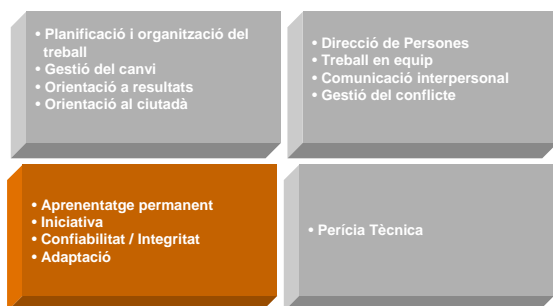 • Planificació i organització del
treball
• Gestió del canvi
• Orientació a resultats
• Orientació al ciutadà
• Direcció de Persones
• Treball en equip
• Comunicació interpersonal
• Gestió del conflicte
• Aprenentatge permanent
• Iniciativa
• Confiabilitat / Integritat
• Adaptació
• Perícia Tècnica